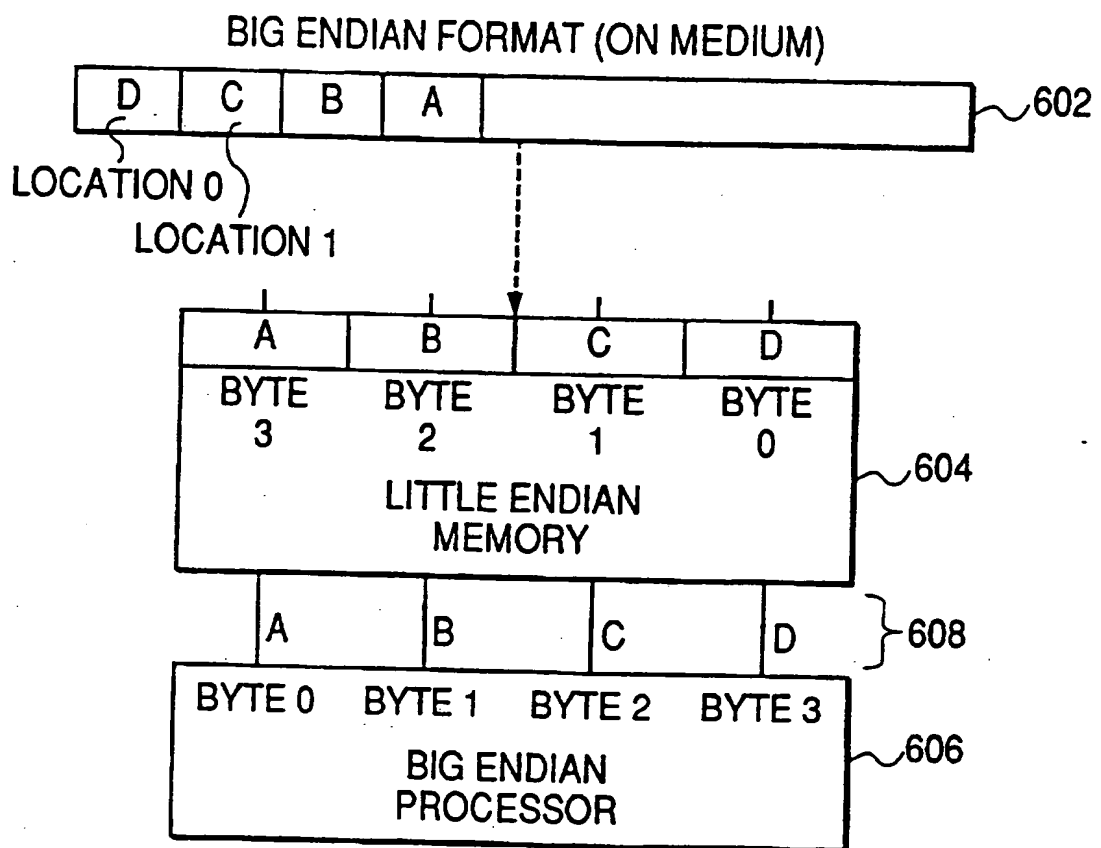 BIG ENDIAN FORMAT (ON MEDIUM)
D C B A
602
LOCATION 0
LOCATION 1
A B C D
BYTE 3 BYTE 2 BYTE 1 BYTE 0
604
LITTLE ENDIAN
MEMORY
A B C D
608
BYTE 0 BYTE 1 BYTE 2 BYTE 3
606
BIG ENDIAN
PROCESSOR